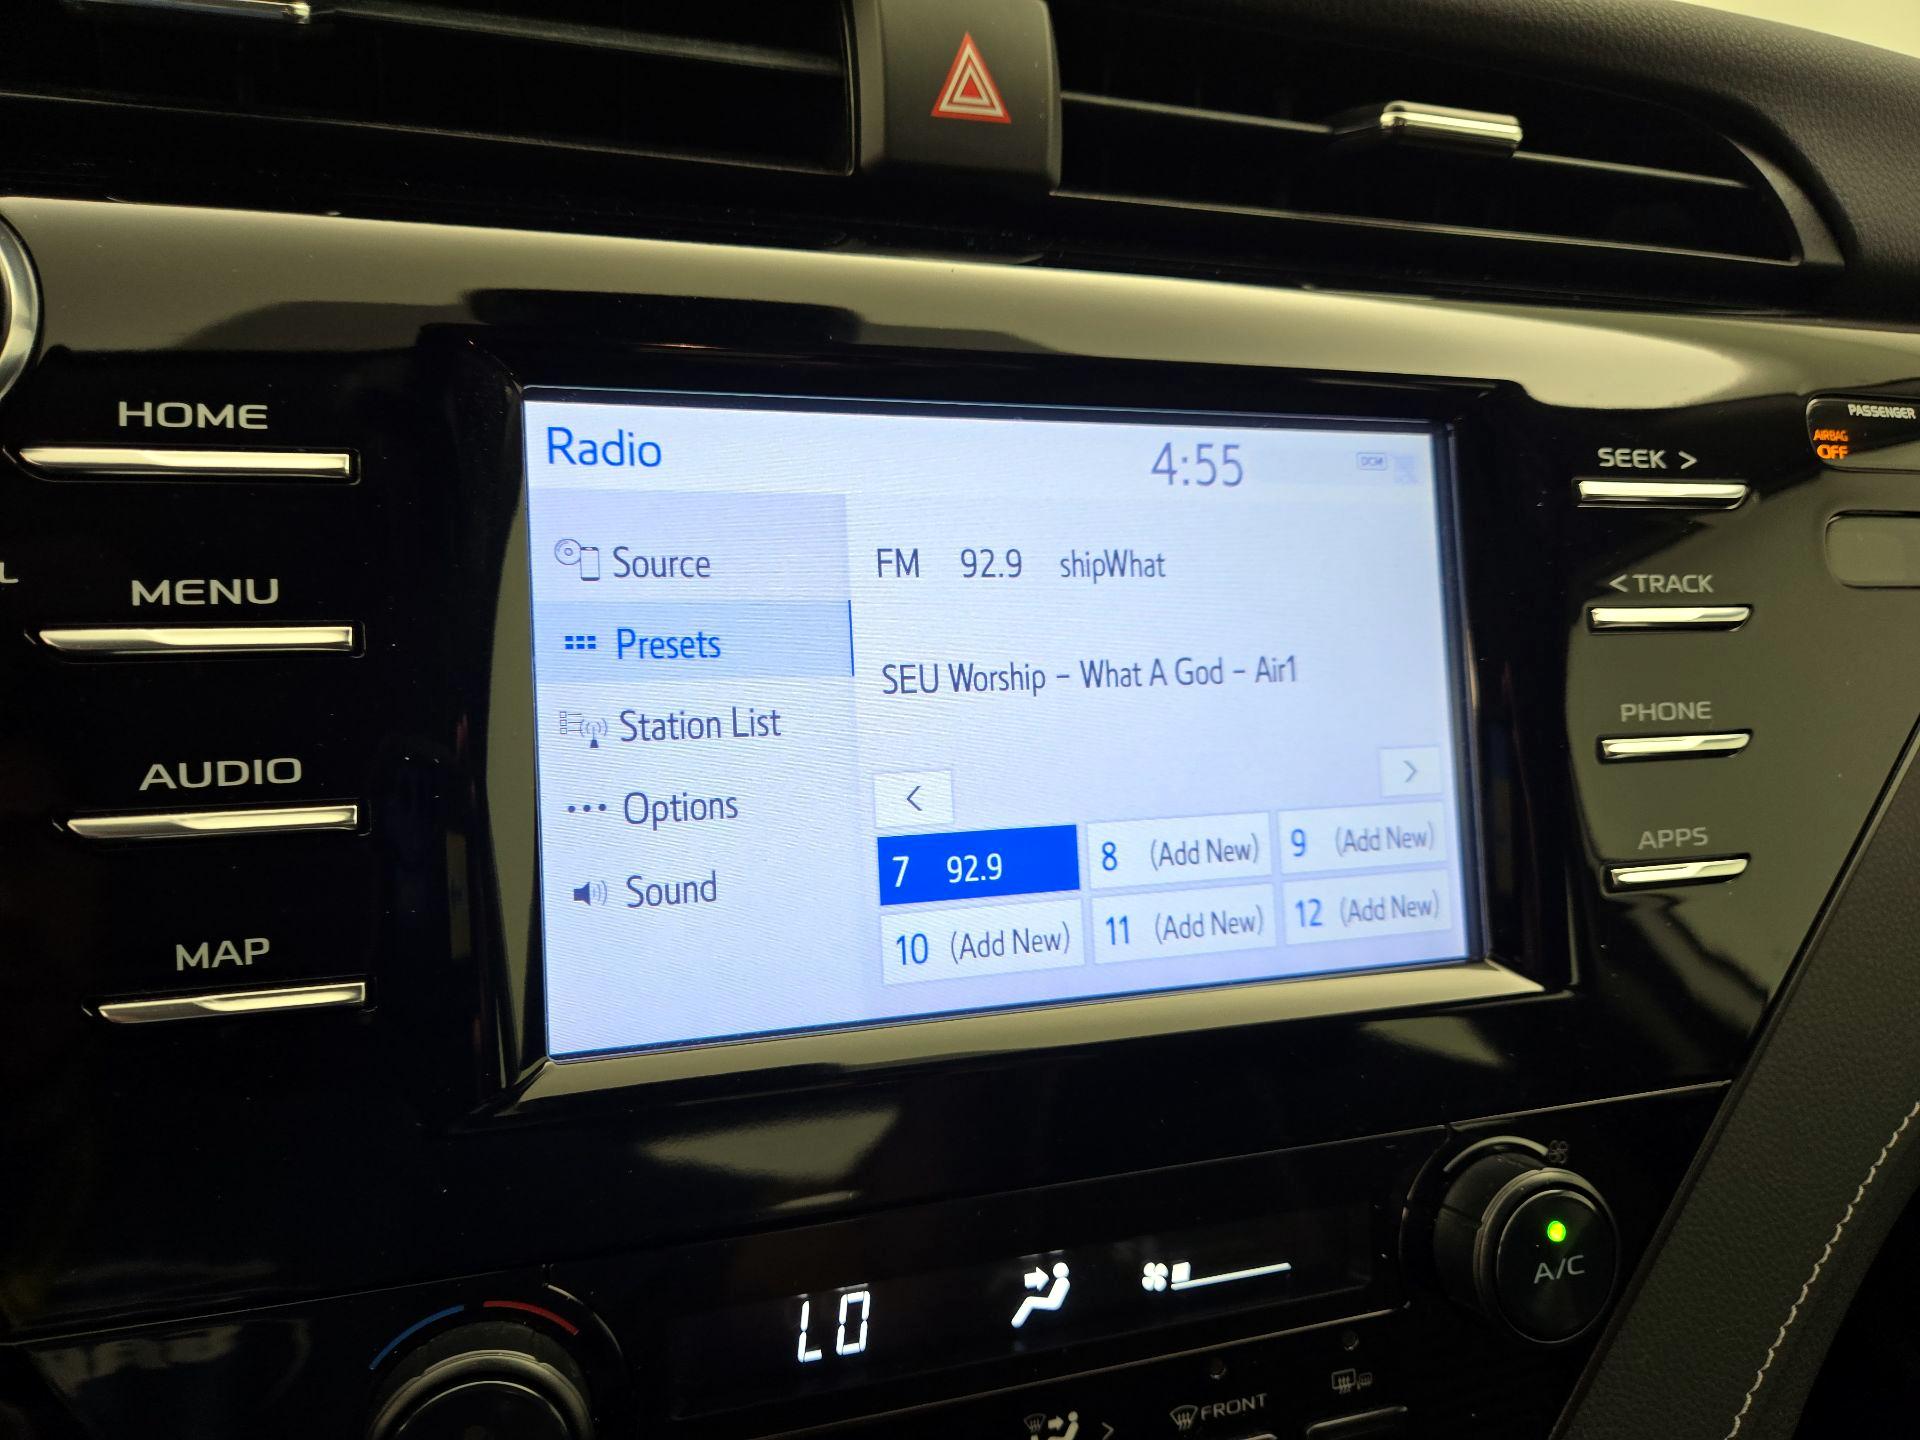 HOME
MENU
AUDIO
MAP
L
Radio
4:55
DCM
Source
Presets
Station List
Options
Sound
FM 92.9 shipWhat
SEU Worship – What A God – Air1
<
>
7 92.9
8 (Add New)
9 (Add New)
10 (Add New)
11 (Add New)
12 (Add New)
SEEK >
< TRACK
PHONE
APPS
PASSENGER
AIRBAG
OFF
LO
A/C
FRONT